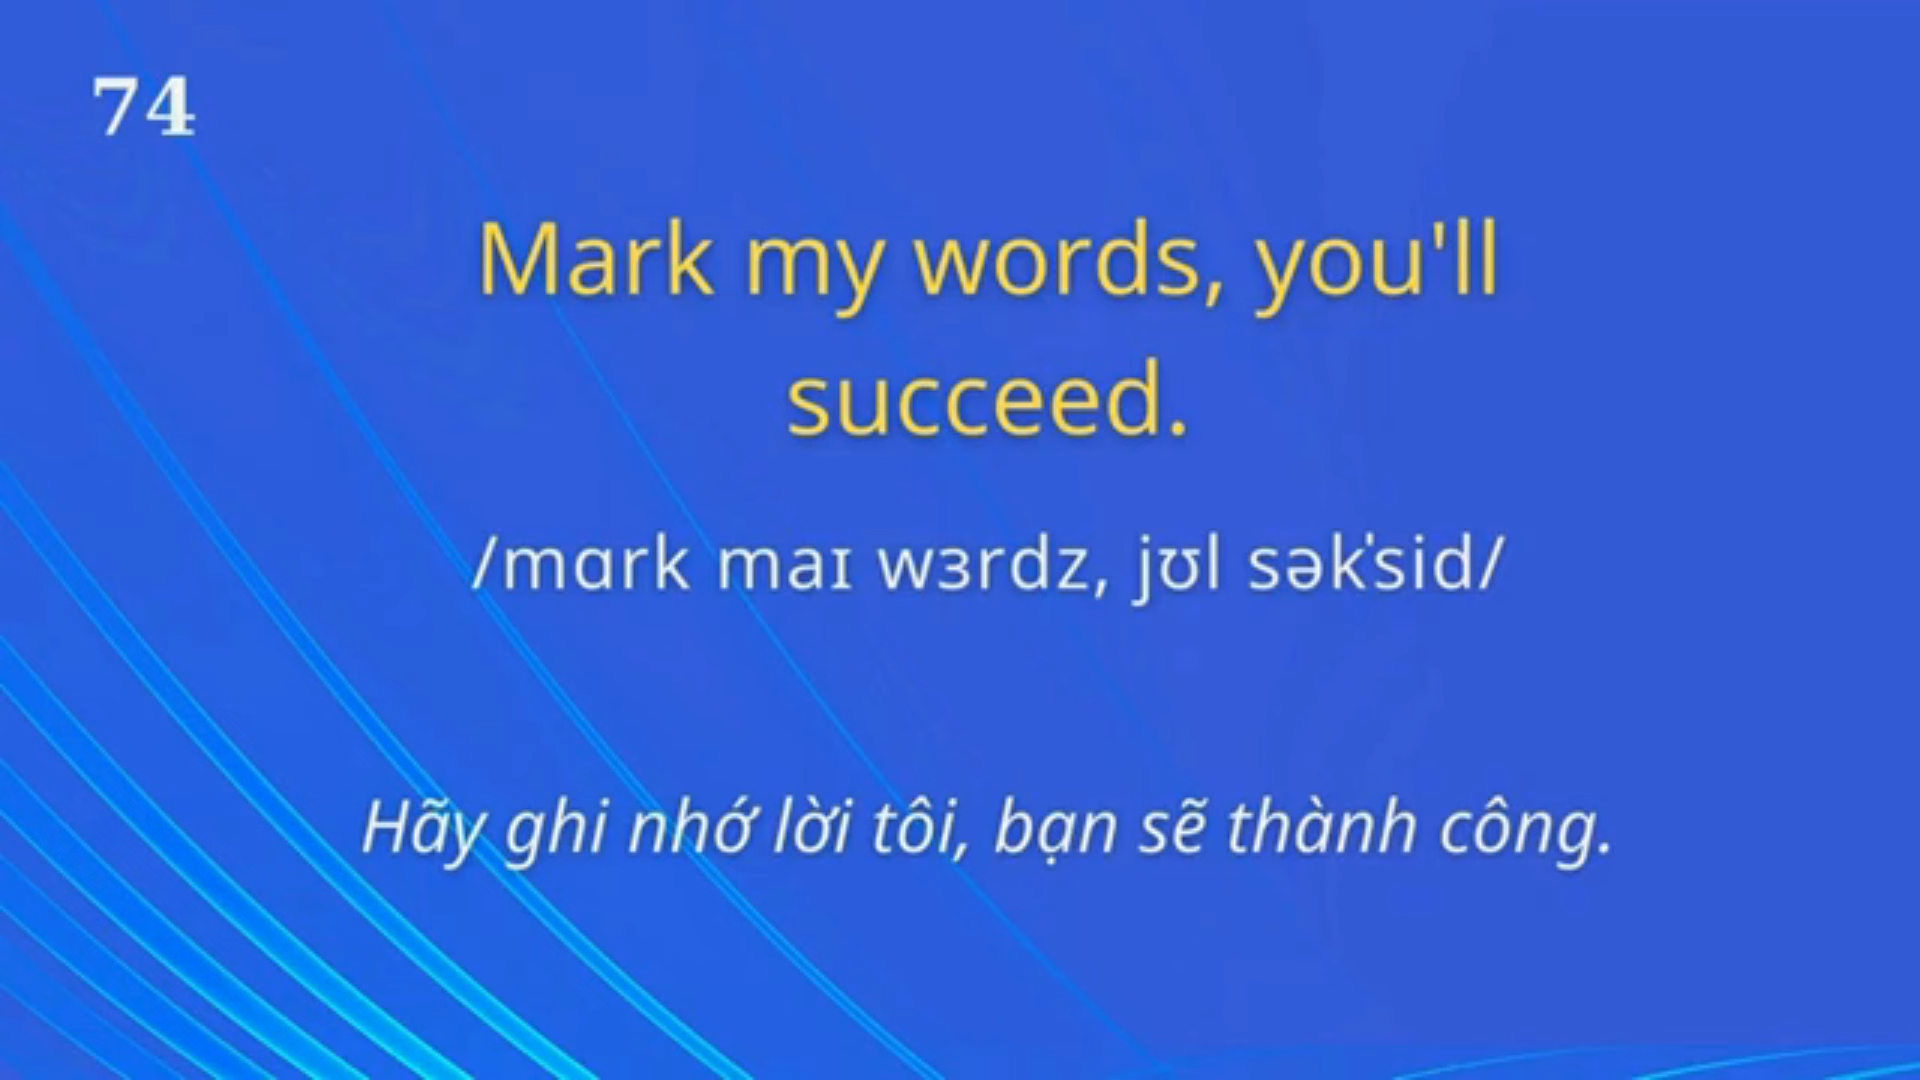 74
Mark my words, you'll
succeed.
/mɑrk maɪ wɜrdz, jʊl səkˈsid/
Hãy ghi nhớ lời tôi, bạn sẽ thành công.